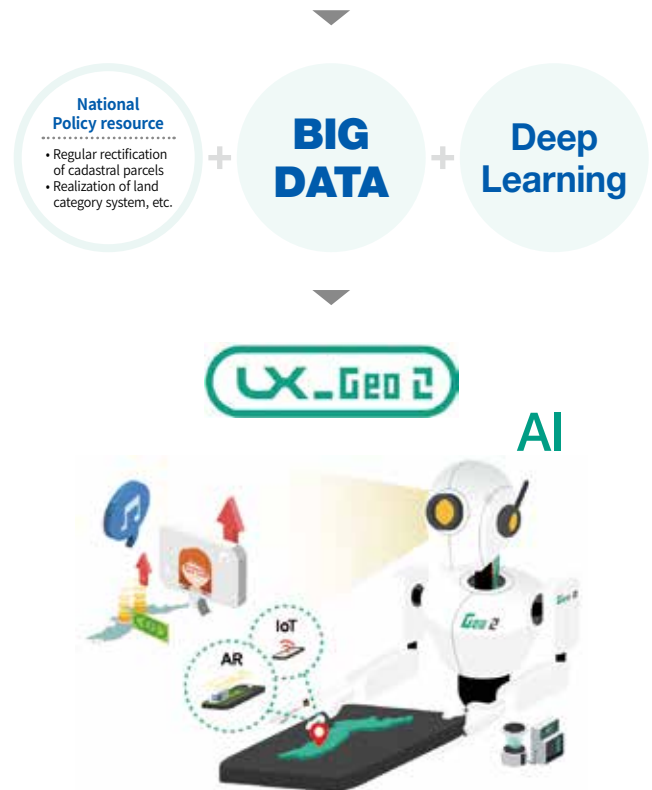 National
Policy resource
• Regular rectification
of cadastral parcels
• Realization of land
category system, etc.
+
BIG
DATA
+
Deep
Learning
LX_Geo 2
AI
IoT
AR
Geo 2
Geo 2